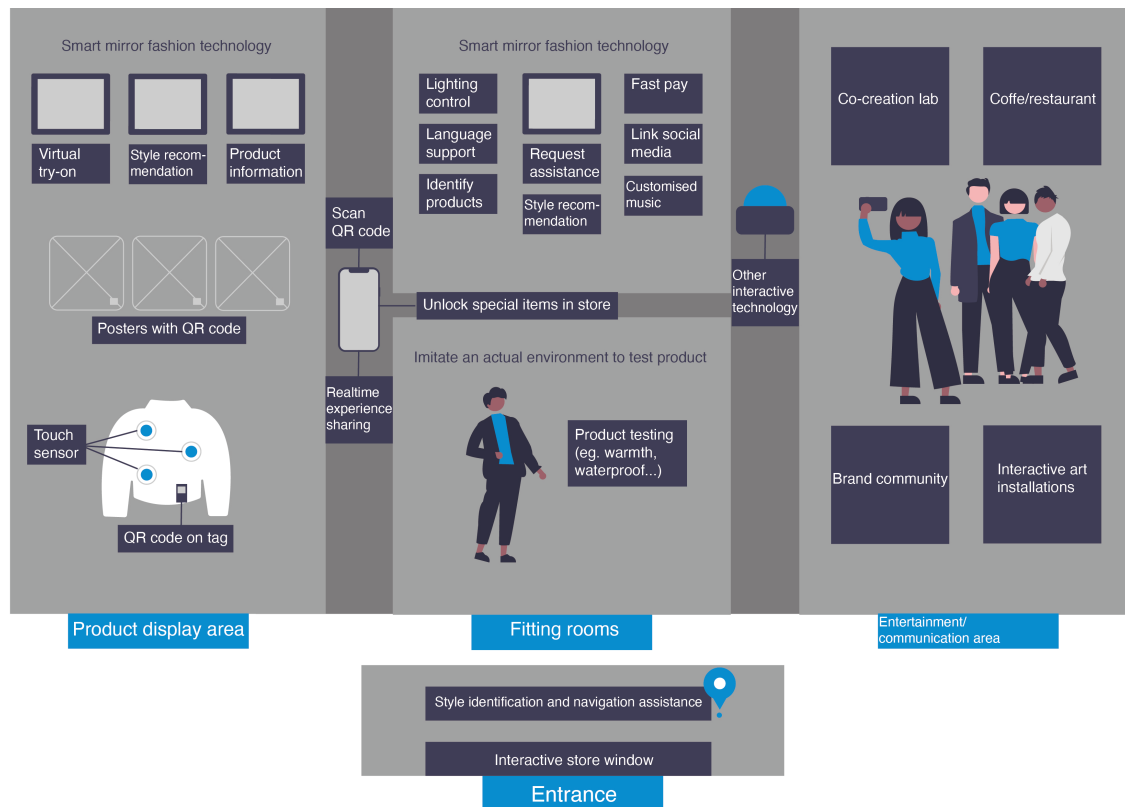 Smart mirror fashion technology
Virtual
try-on
Style recom-
mendation
Product
information
Posters with QR code
Touch
sensor
QR code on tag
Product display area
Scan
QR code
Unlock special items in store
Realtime
experience
sharing
Smart mirror fashion technology
Lighting
control
Language
support
Identify
products
Request
assistance
Style recom-
mendation
Fast pay
Link social
media
Customised
music
Imitate an actual environment to test product
Product testing
(eg. warmth,
waterproof...)
Fitting rooms
Other
interactive
technology
Co-creation lab
Coffe/restaurant
Brand community
Interactive art
installations
Entertainment/
communication area
Style identification and navigation assistance
Interactive store window
Entrance